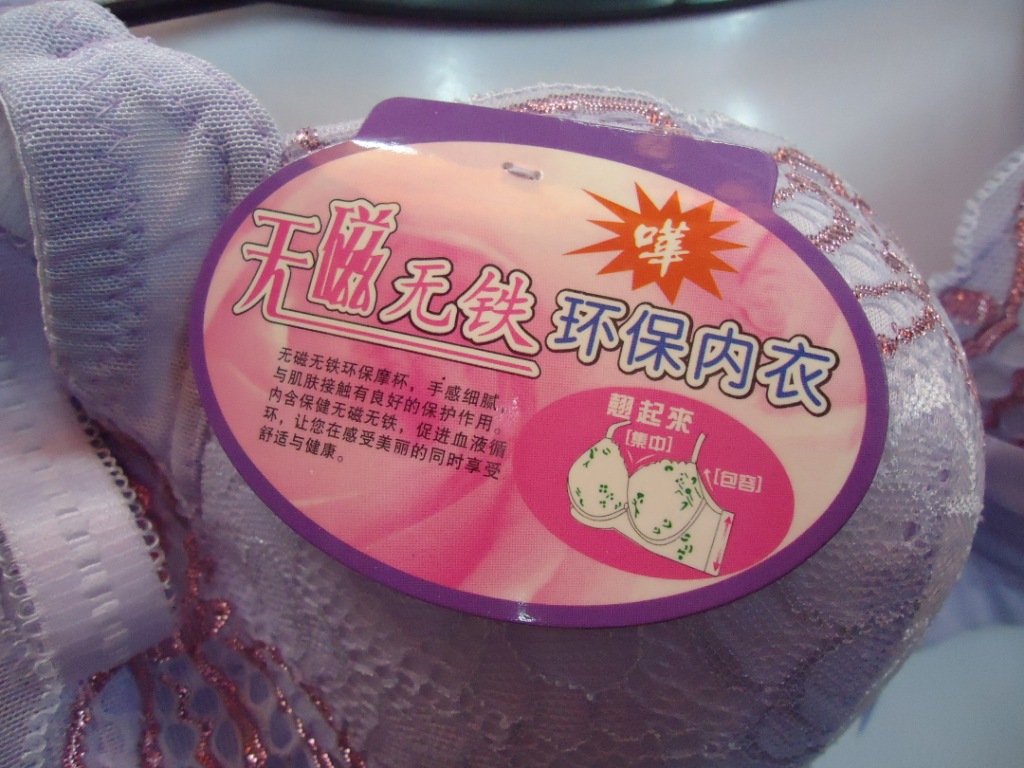 嘩
无磁无铁环保内衣
无磁无铁环保摩杯，手感细腻，
与肌肤接触有良好的保护作用。
内含保健无磁无铁，促进血液循
环，让您在感受美丽的同时享受
舒适与健康。
翘起來
[集中]
[包容]